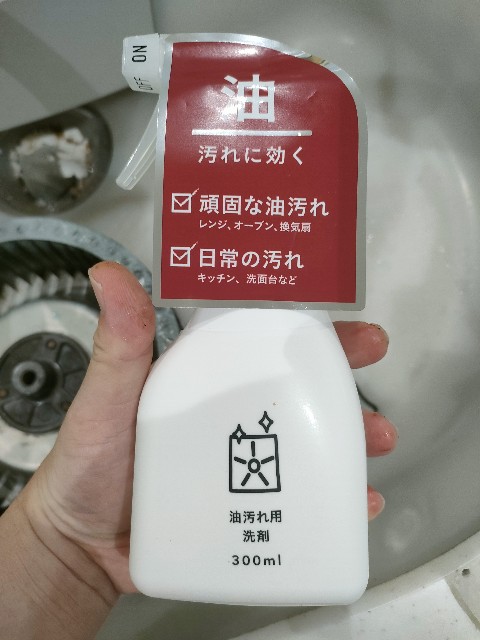 ON
OFF
油
汚れに効く
頑固な油汚れ
レンジ、オーブン、換気扇
日常の汚れ
キッチン、洗面台など
油汚れ用
洗剤
300ml